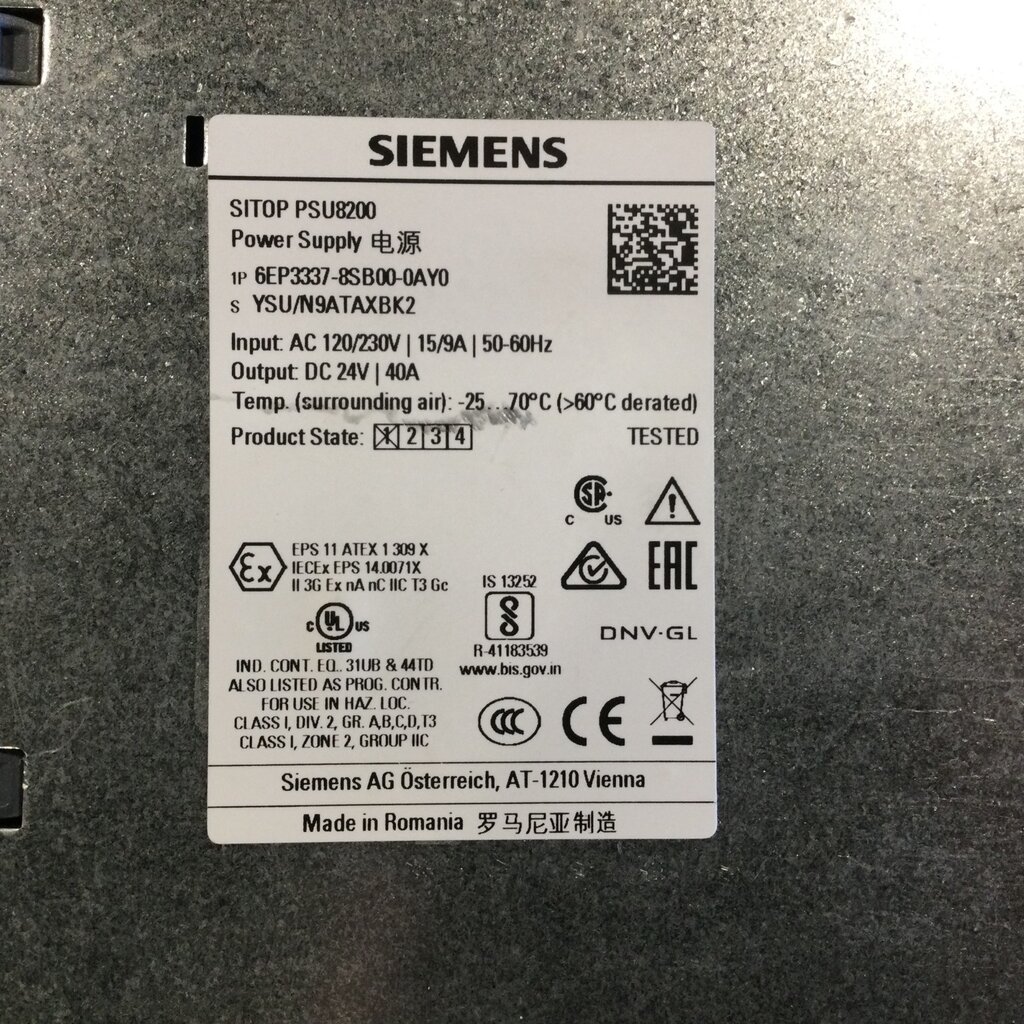 SIEMENS
SITOP PSU8200
Power Supply 电源
1P 6EP3337-8SB00-0AY0
S YSU/N9ATAXBK2
Input: AC 120/230V | 15/9A | 50-60Hz
Output: DC 24V | 40A
Temp. (surrounding air): -25...70°C (>60°C derated)
Product State: 1 2 3 4
TESTED
C SP US
Ex
EPS 11 ATEX 1 309 X
IECEx EPS 14.0071X
II 3G Ex nA nC IIC T3 Gc
EAC
C UL US
LISTED
IS 13252
R-41183539
www.bis.gov.in
DNV·GL
IND. CONT. EQ.. 31UB & 44TD
ALSO LISTED AS PROG. CONTR.
FOR USE IN HAZ. LOC.
CLASS I, DIV. 2, GR. A,B,C,D,T3
CLASS I, ZONE 2, GROUP IIC
CCC
CE
Siemens AG Österreich, AT-1210 Vienna
Made in Romania 罗马尼亚制造